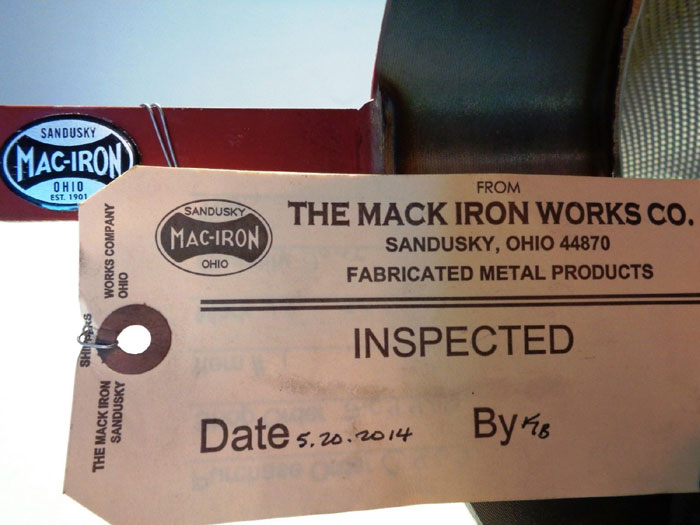 SANDUSKY
MAC-IRON
OHIO
EST. 1901
FROM
THE MACK IRON WORKS CO.
SANDUSKY, OHIO 44870
FABRICATED METAL PRODUCTS
SANDUSKY
MAC-IRON
OHIO
INSPECTED
Date 5.20.2014 By KB
WORKS COMPANY
OHIO
THE MACK IRON
SANDUSKY